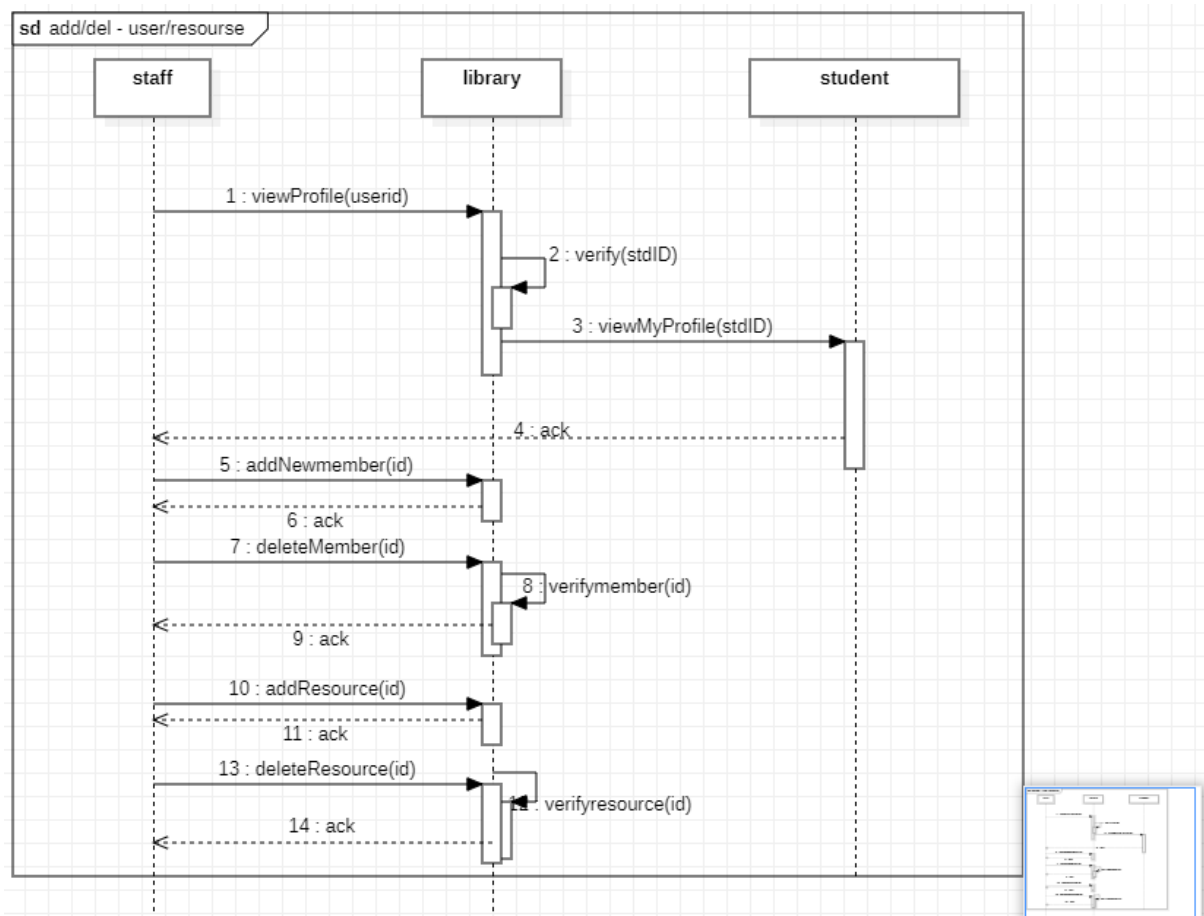 sd add/del - user/resourse
staff
library
student
1 : viewProfile(userid)
2 : verify(stdID)
3 : viewMyProfile(stdID)
4 : ack
5 : addNewmember(id)
6 : ack
7 : deleteMember(id)
8 : verifymember(id)
9 : ack
10 : addResource(id)
11 : ack
13 : deleteResource(id)
12 : verifyresource(id)
14 : ack